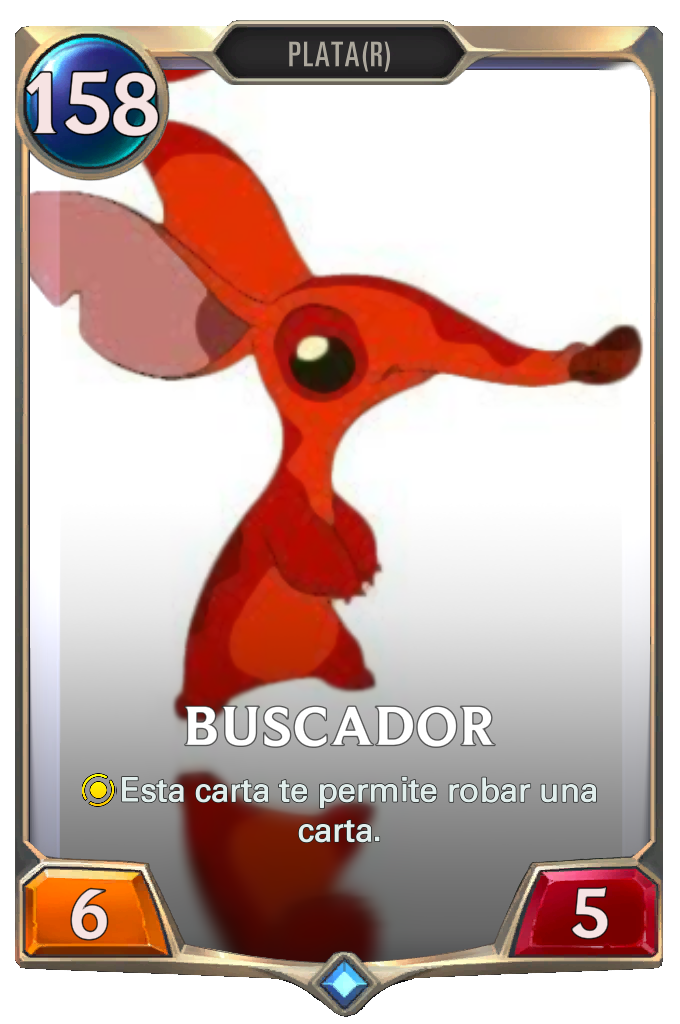 PLATA(R)
158
BUSCADOR
Esta carta te permite robar una
carta.
6
5